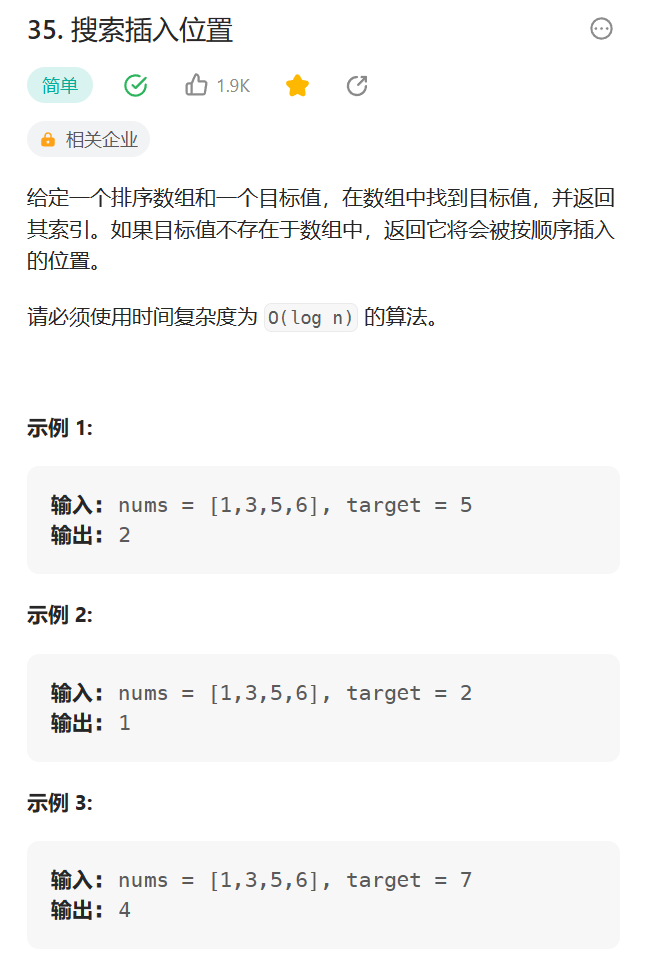 35. 搜索插入位置
简单 1.9K
相关企业
给定一个排序数组和一个目标值，在数组中找到目标值，并返回
其索引。如果目标值不存在于数组中，返回它将会被按顺序插入
的位置。
请必须使用时间复杂度为 O(log n) 的算法。
示例 1:
输入: nums = [1,3,5,6], target = 5
输出: 2
示例 2:
输入: nums = [1,3,5,6], target = 2
输出: 1
示例 3:
输入: nums = [1,3,5,6], target = 7
输出: 4